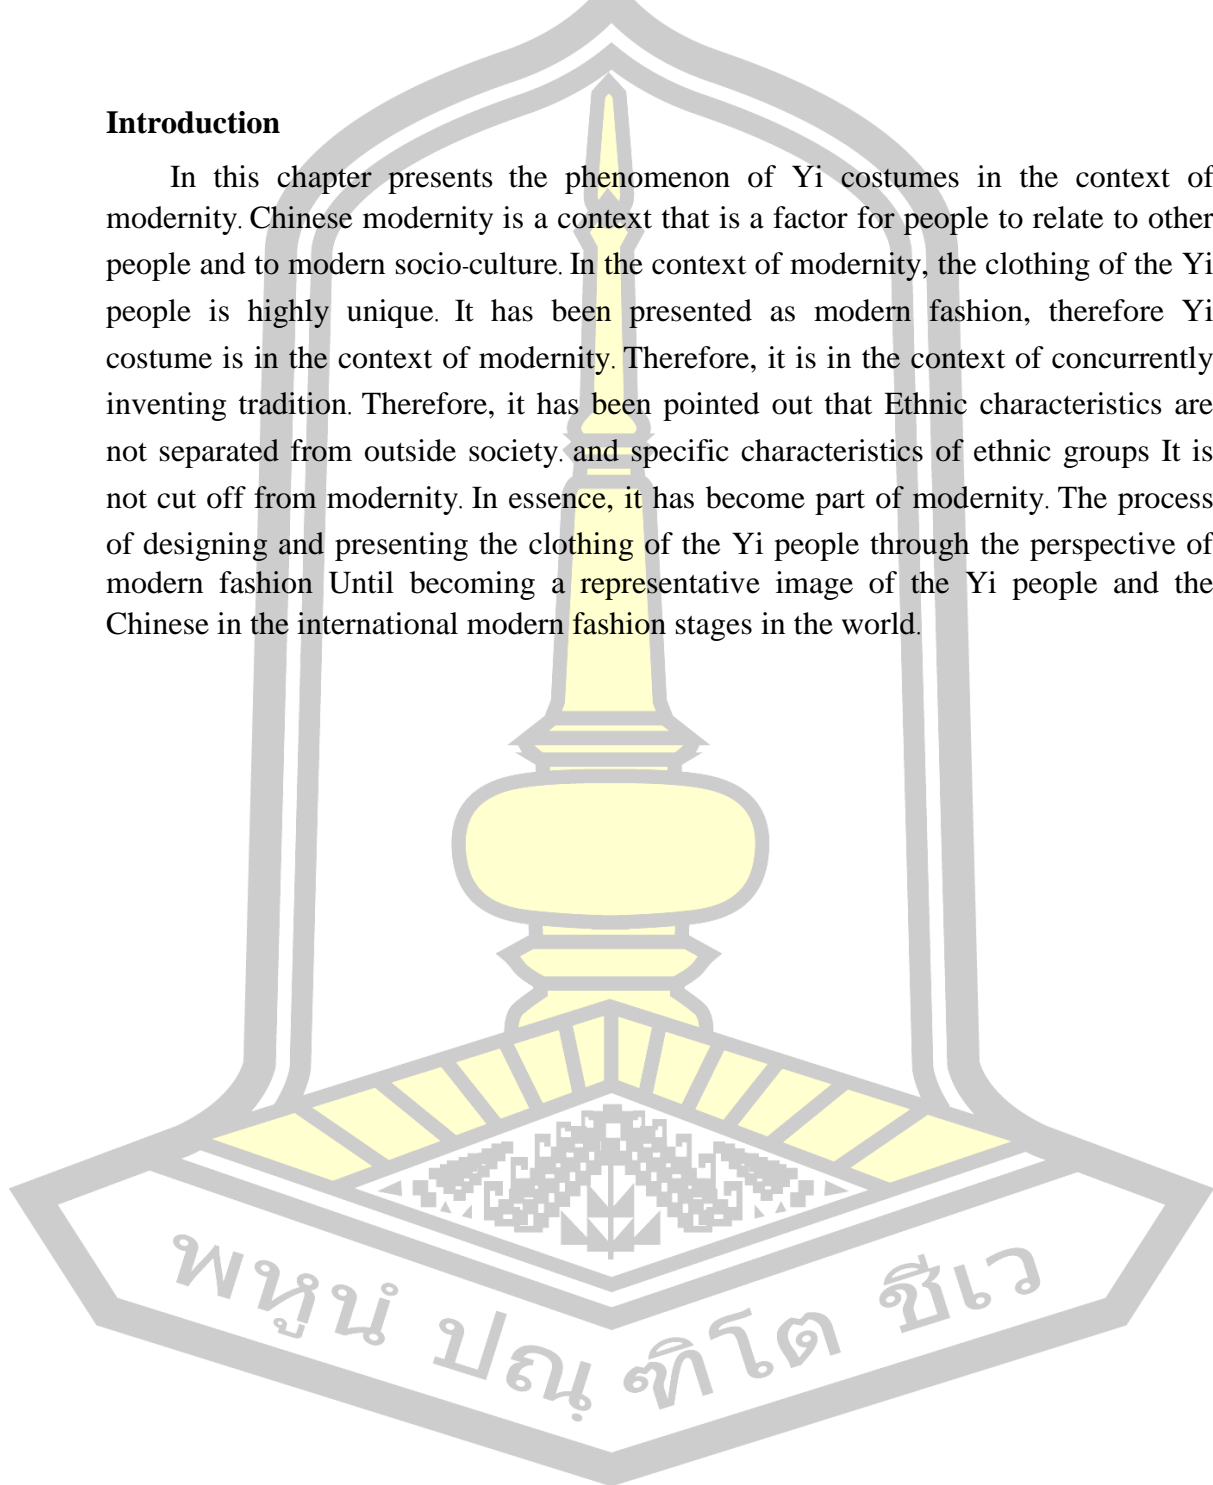 Introduction
In this chapter presents the phenomenon of Yi costumes in the context of
modernity. Chinese modernity is a context that is a factor for people to relate to other
people and to modern socio-culture. In the context of modernity, the clothing of the Yi
people is highly unique. It has been presented as modern fashion, therefore Yi
costume is in the context of modernity. Therefore, it is in the context of concurrently
inventing tradition. Therefore, it has been pointed out that Ethnic characteristics are
not separated from outside society. and specific characteristics of ethnic groups It is
not cut off from modernity. In essence, it has become part of modernity. The process
of designing and presenting the clothing of the Yi people through the perspective of
modern fashion Until becoming a representative image of the Yi people and the
Chinese in the international modern fashion stages in the world.
พหูนํ ปณฺ ฑิโต ชีเว